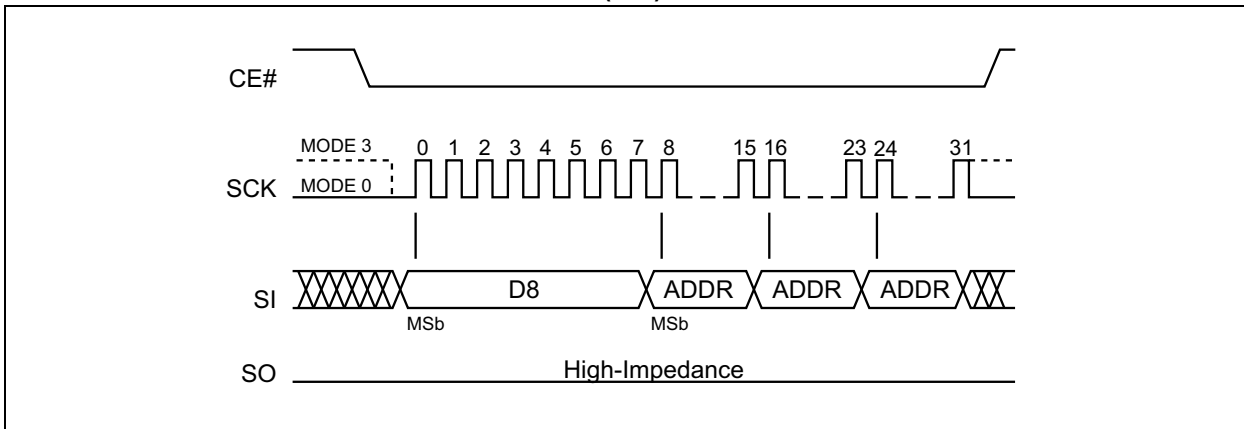 CE#
MODE 3
0 1 2 3 4 5 6 7 8 15 16 23 24 31
SCK
MODE 0
SI
D8 ADDR ADDR ADDR
MSb MSb
SO
High-Impedance